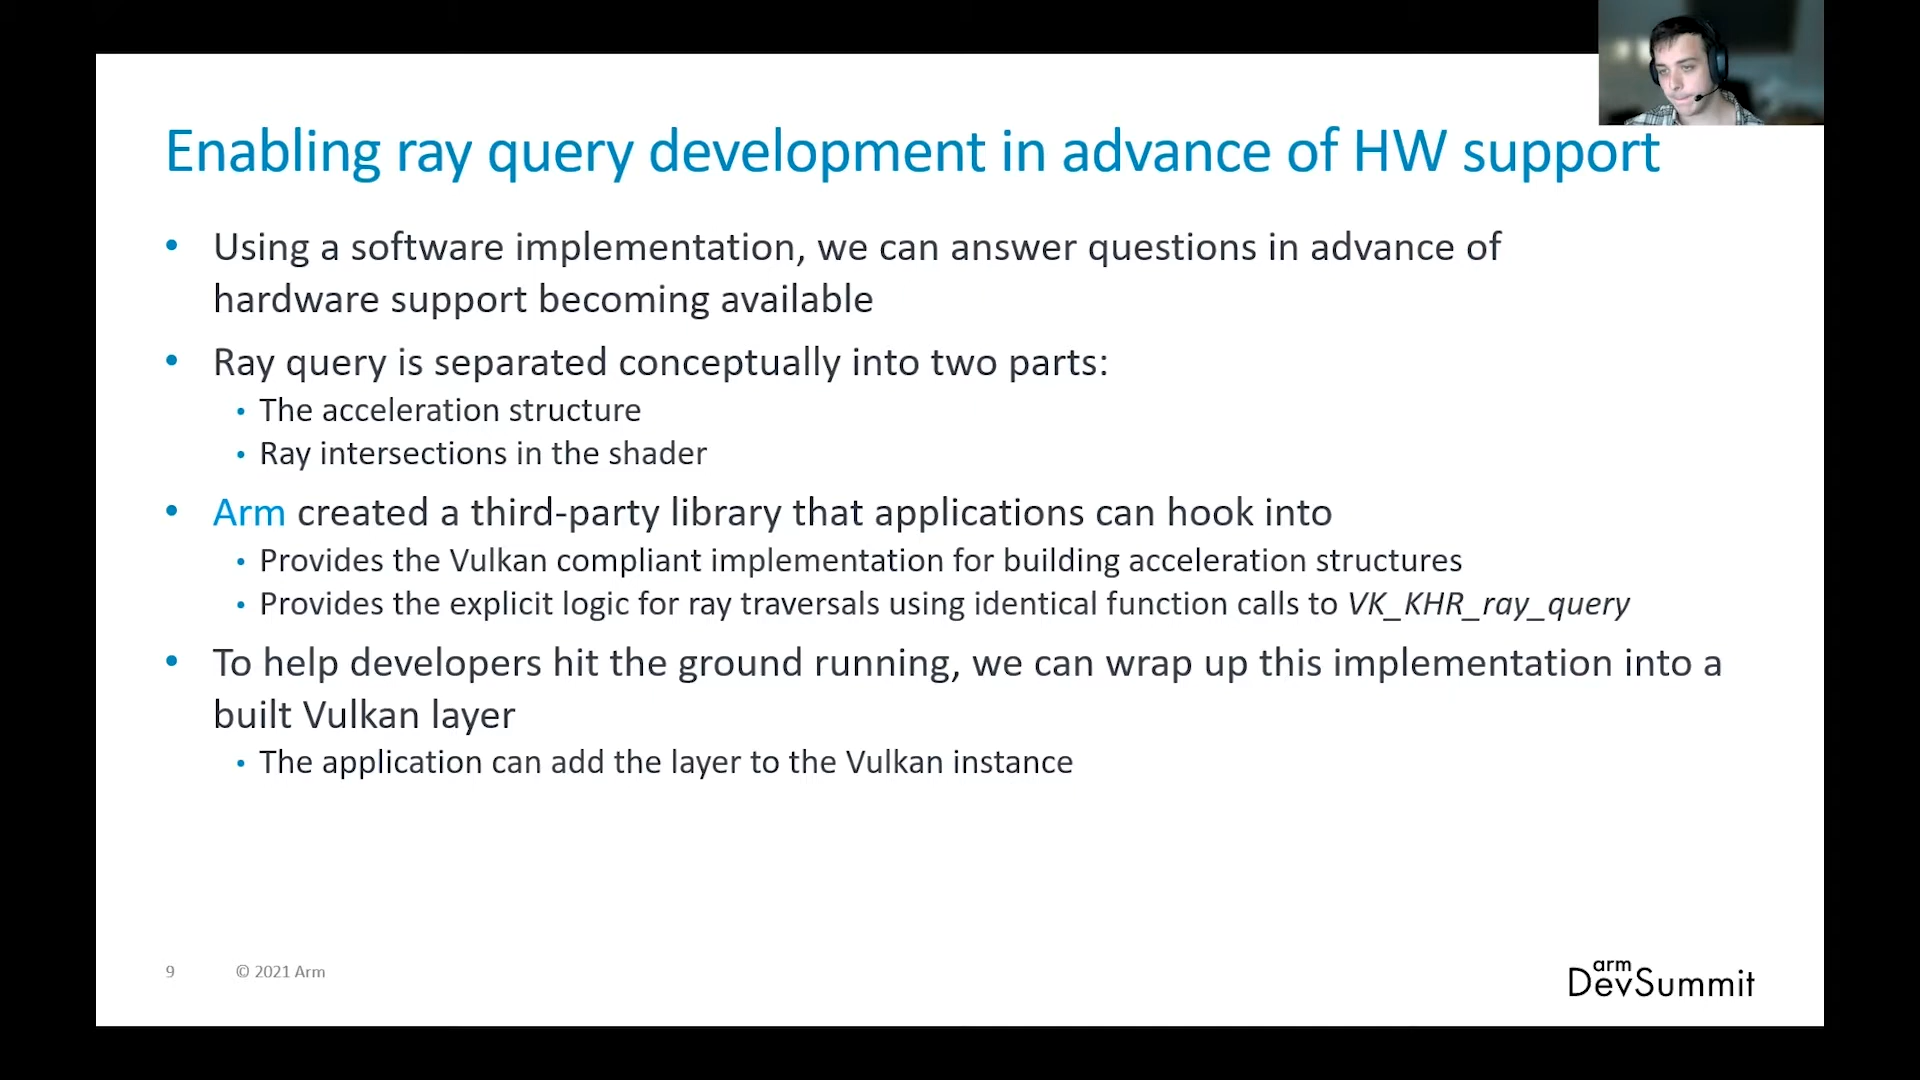 Enabling ray query development in advance of HW support
• Using a software implementation, we can answer questions in advance of
hardware support becoming available
• Ray query is separated conceptually into two parts:
• The acceleration structure
• Ray intersections in the shader
• Arm created a third-party library that applications can hook into
• Provides the Vulkan compliant implementation for building acceleration structures
• Provides the explicit logic for ray traversals using identical function calls to VK_KHR_ray_query
• To help developers hit the ground running, we can wrap up this implementation into a
built Vulkan layer
• The application can add the layer to the Vulkan instance
9 © 2021 Arm
arm
DevSummit